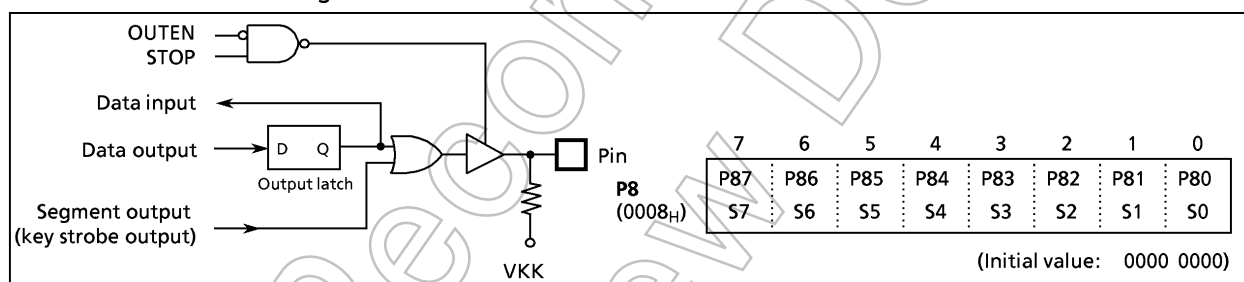 OUTEN
STOP
Data input
Data output
D Q
Output latch
Segment output
(key strobe output)
Pin
VKK
P8
(0008H)
7 6 5 4 3 2 1 0
P87 P86 P85 P84 P83 P82 P81 P80
S7 S6 S5 S4 S3 S2 S1 S0
(Initial value: 0000 0000)